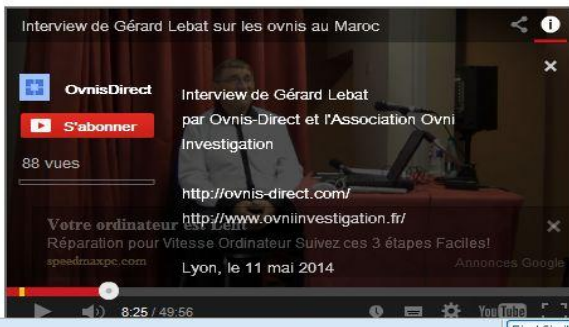 Interview de Gérard Lebat sur les ovnis au Maroc
OvnisDirect
S'abonner
88 vues
Interview de Gérard Lebat
par Ovnis-Direct et l'Association Ovni
Investigation
http://ovnis-direct.com/
http://www.ovniinvestigation.fr/
Lyon, le 11 mai 2014
Votre ordinateur est Lent
Réparation pour Vitesse Ordinateur Suivez ces 3 étapes Faciles!
speedmaxpc.com
Annonces Google
8:25 / 49:56
YouTube